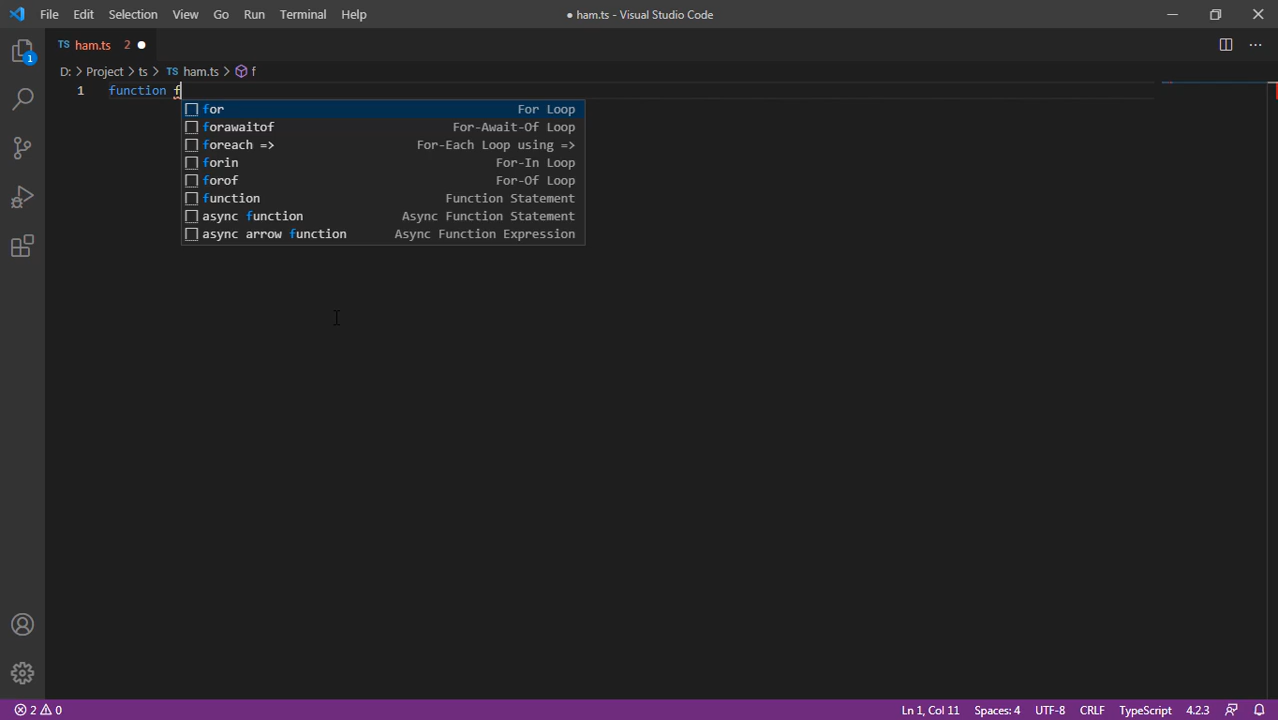 File Edit Selection View Go Run Terminal Help ● ham.ts - Visual Studio Code
1 TS ham.ts 2 ●
D: > Project > ts > TS ham.ts > f
1 function f
for For Loop
forawaitof For-Await-Of Loop
foreach => For-Each Loop using =>
forin For-In Loop
forof For-Of Loop
function Function Statement
async function Async Function Statement
async arrow function Async Function Expression
2 0 Ln 1, Col 11 Spaces: 4 UTF-8 CRLF TypeScript 4.2.3